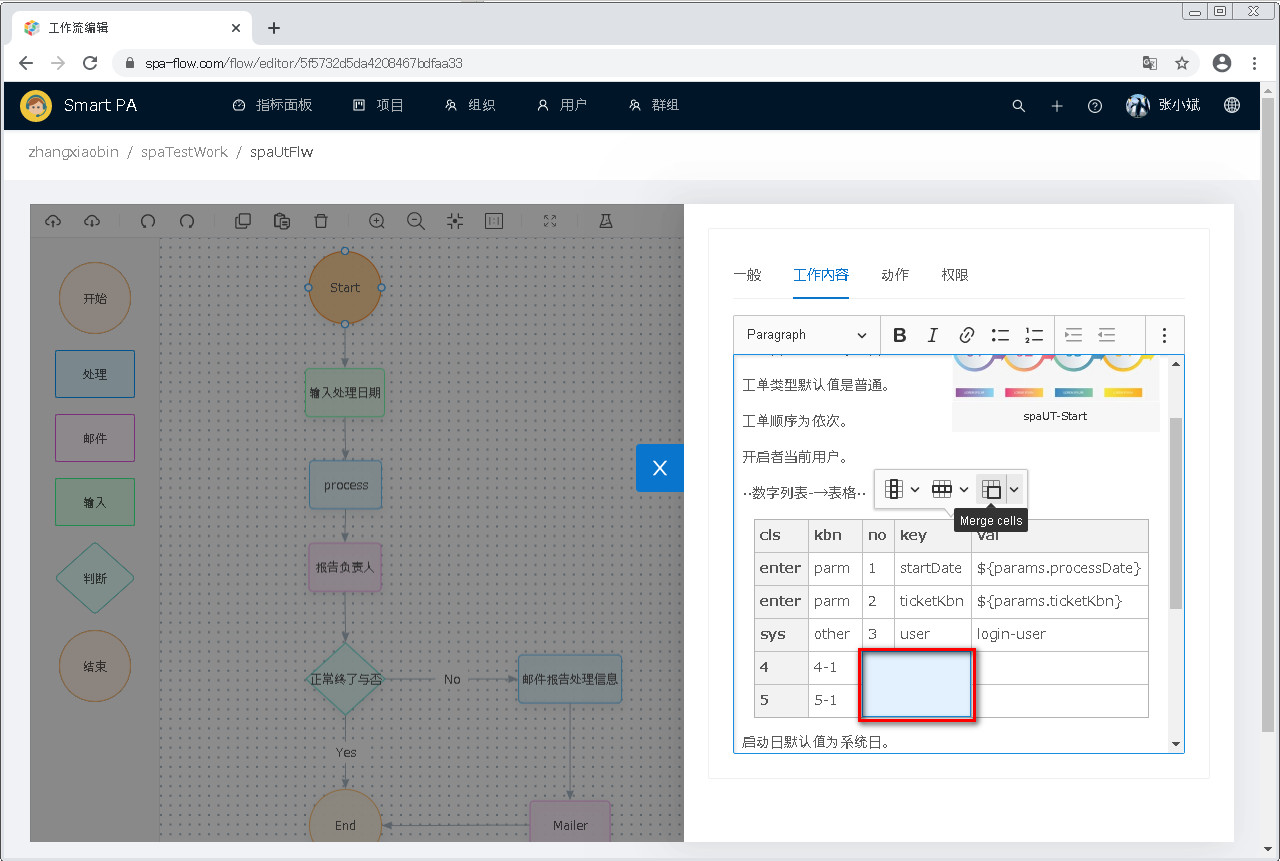 工作流编辑
spa-flow.com/flow/editor/5f5732d5da4208467bdfaa33
Smart PA
指标面板
项目
组织
用户
群组
张小斌
zhangxiaobin / spaTestWork / spaUtFlw
开始
处理
邮件
输入
判断
结束
Start
输入处理日期
process
报告负责人
正常终了与否
No
邮件报告处理信息
Yes
End
Mailer
一般
工作内容
动作
权限
Paragraph
工单类型默认值是普通。
工单顺序为依次。
开启者当前用户。
spaUT-Start
··数字列表-→表格··
Merge cells
cls kbn no key val
enter parm 1 startDate ${params.processDate}
enter parm 2 ticketKbn ${params.ticketKbn}
sys other 3 user login-user
4 4-1
5 5-1
启动日默认值为系统日。